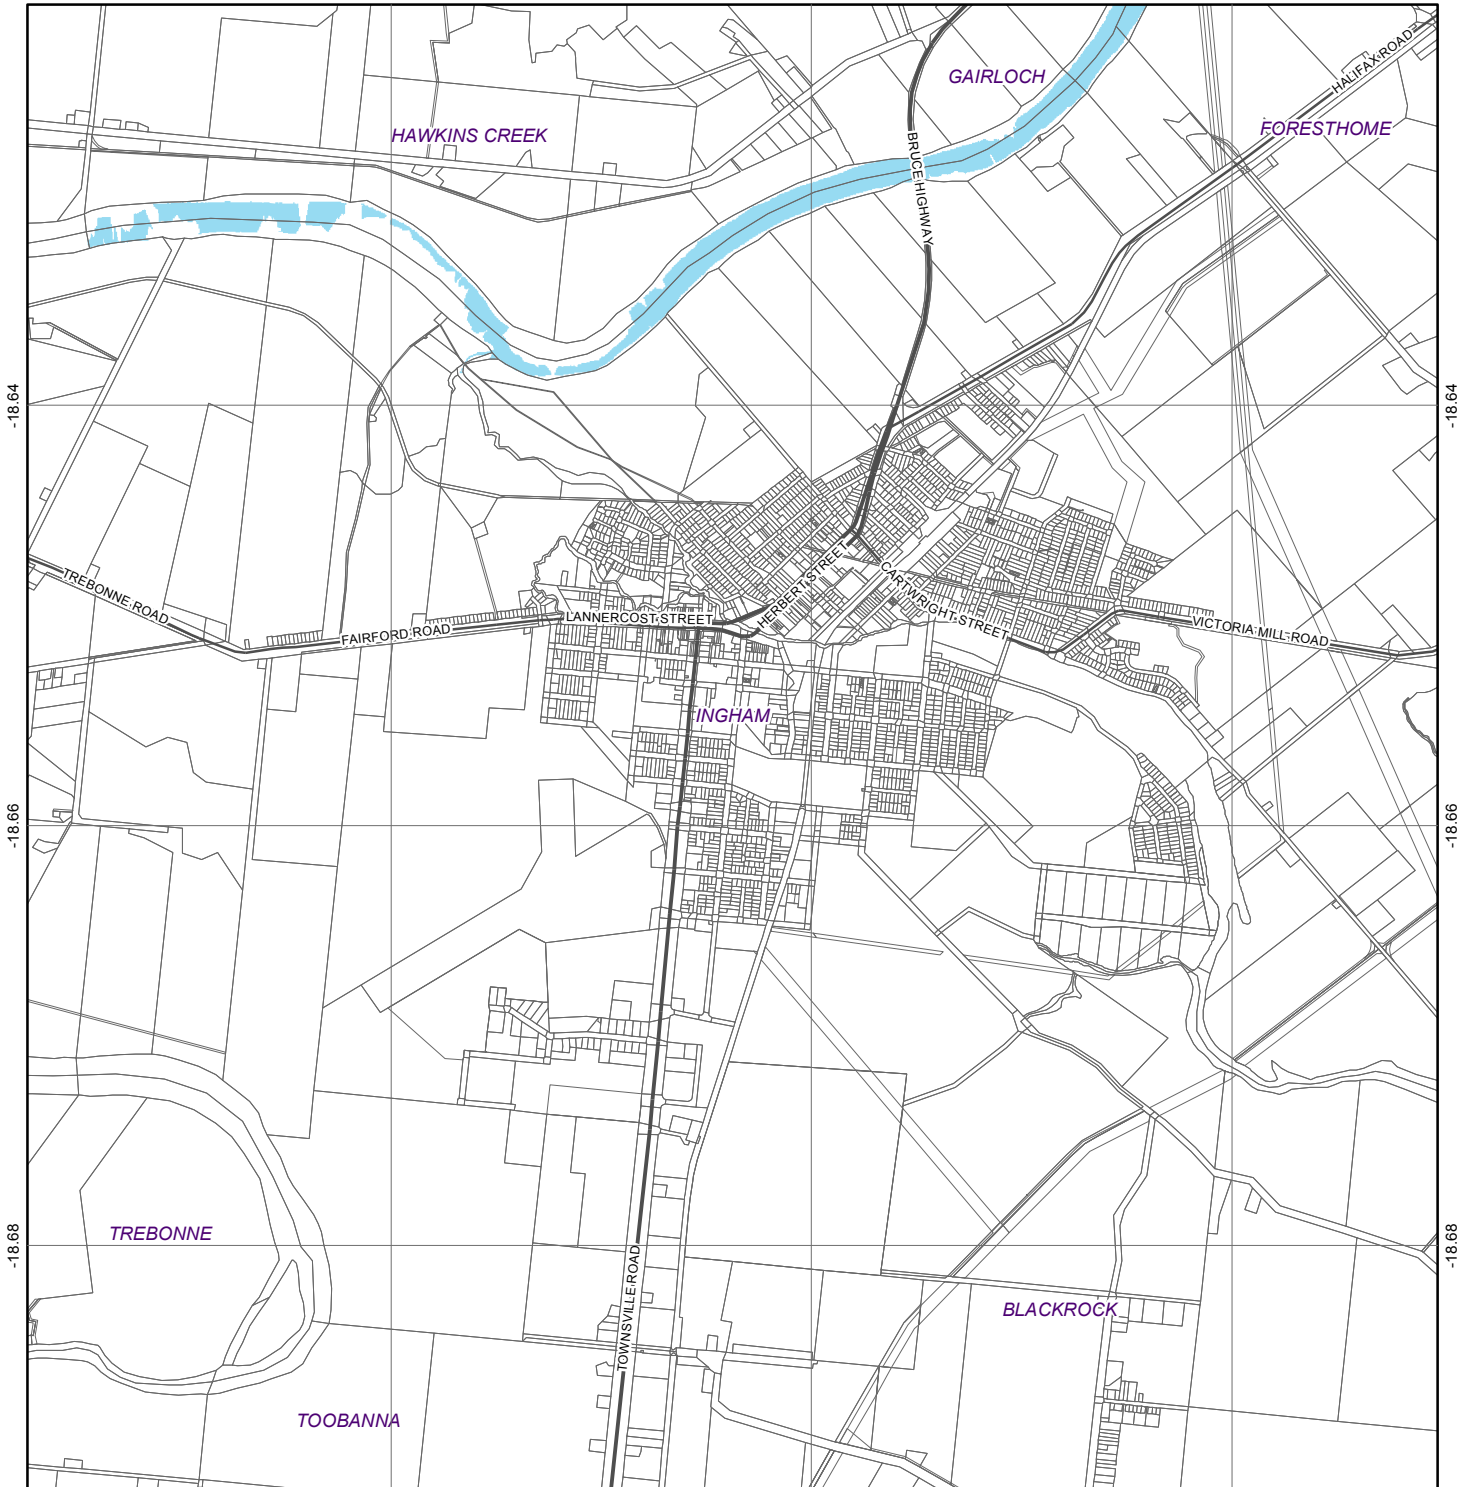 GAIRLOCH
HALIFAX ROAD
FORESTHOME
HAWKINS CREEK
BRUCE HIGHWAY
-18.64
-18.64
TREBONNE ROAD
FAIRFORD ROAD
LANNERCOST STREET
HERBERT STREET
CARTWRIGHT STREET
VICTORIA MILL ROAD
INGHAM
-18.66
-18.66
TREBONNE
-18.68
-18.68
TOWNSVILLE ROAD
BLACKROCK
TOOBANNA